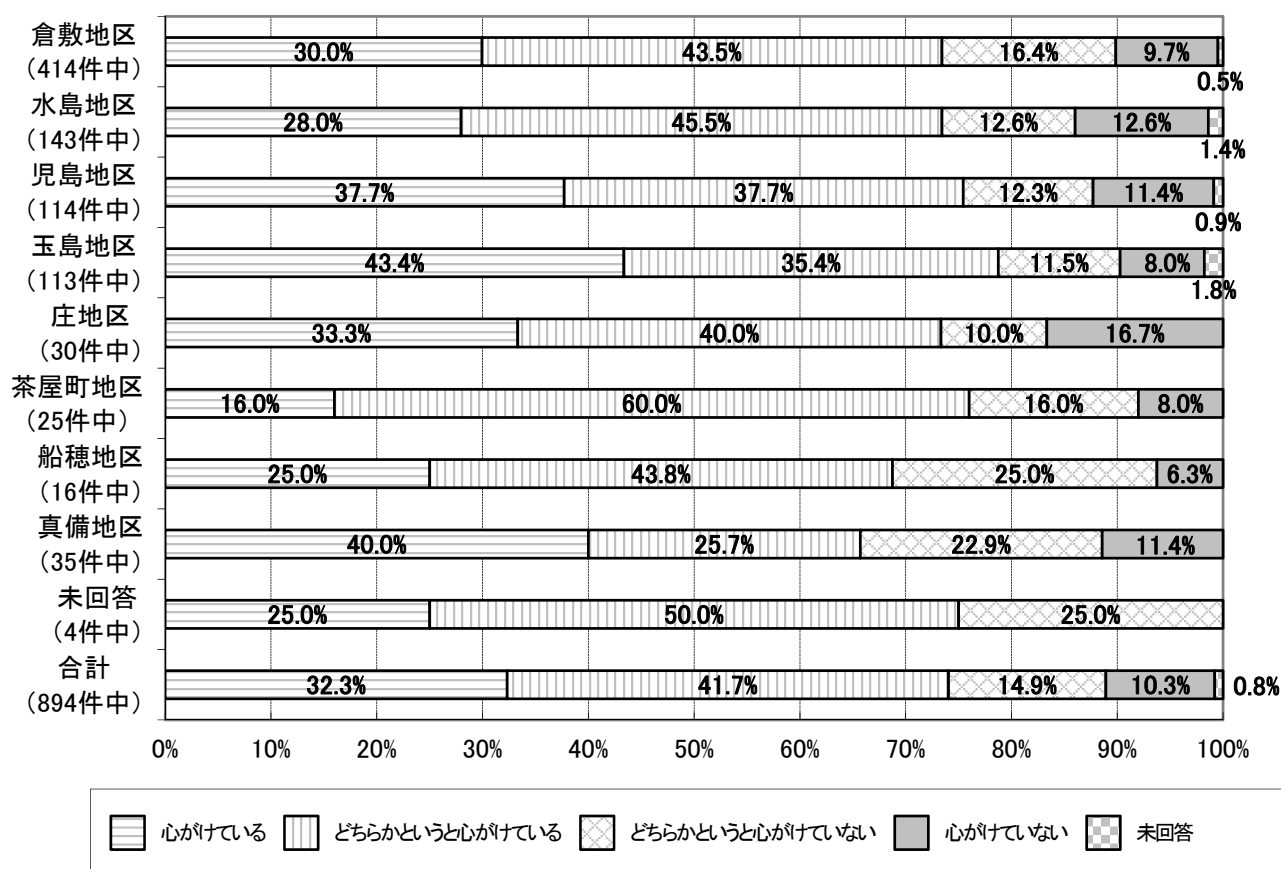 倉敷地区
(414件中)
30.0% 43.5% 16.4% 9.7%
0.5%
水島地区
(143件中)
28.0% 45.5% 12.6% 12.6%
1.4%
児島地区
(114件中)
37.7% 37.7% 12.3% 11.4%
0.9%
玉島地区
(113件中)
43.4% 35.4% 11.5% 8.0%
1.8%
庄地区
(30件中)
33.3% 40.0% 10.0% 16.7%
茶屋町地区
(25件中)
16.0% 60.0% 16.0% 8.0%
船穂地区
(16件中)
25.0% 43.8% 25.0% 6.3%
真備地区
(35件中)
40.0% 25.7% 22.9% 11.4%
未回答
(4件中)
25.0% 50.0% 25.0%
合計
(894件中)
32.3% 41.7% 14.9% 10.3% 0.8%
0% 10% 20% 30% 40% 50% 60% 70% 80% 90% 100%
心がけている どちらかというと心がけている どちらかというと心がけていない 心がけていない 未回答